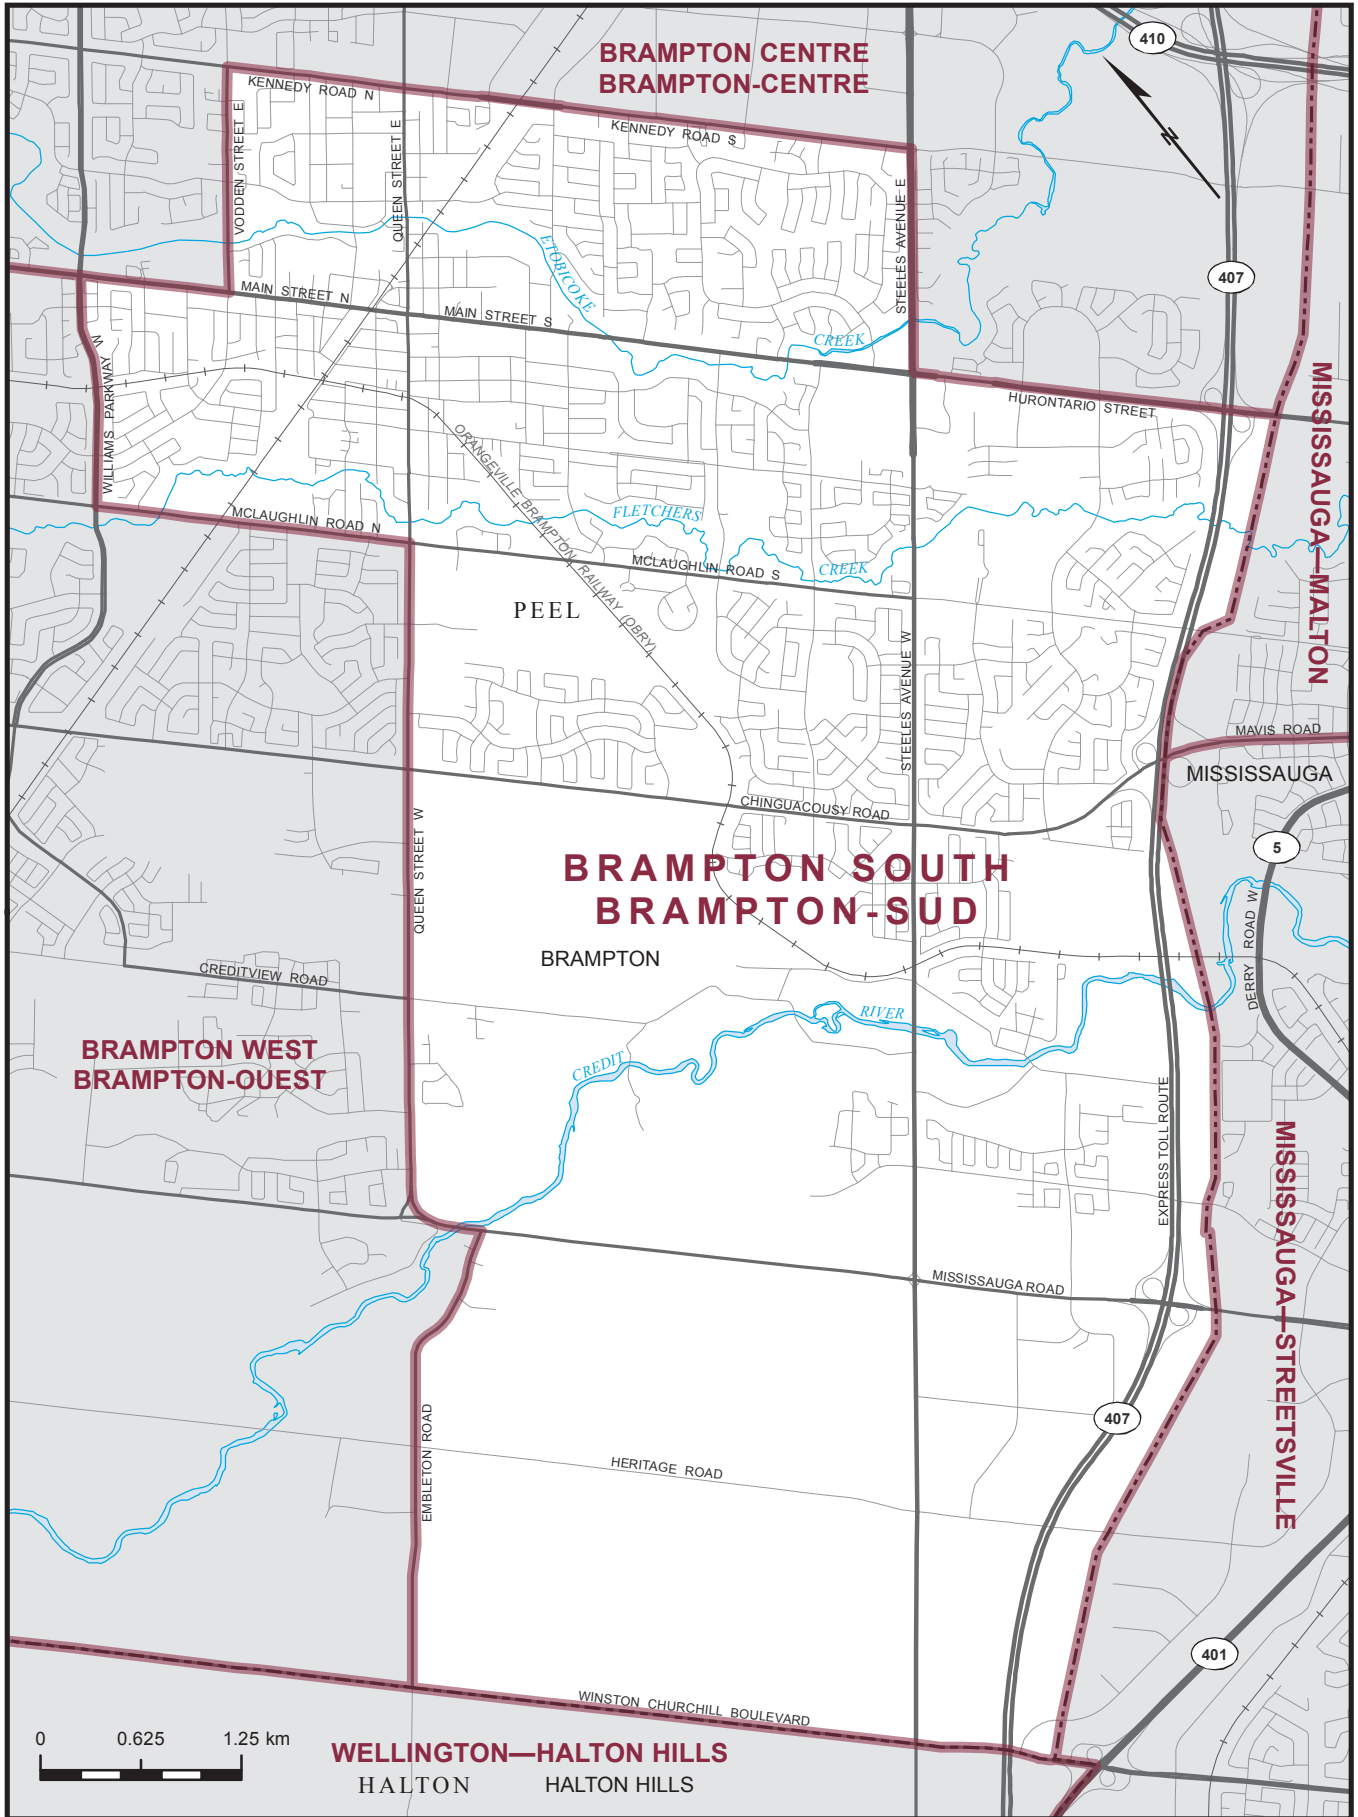 BRAMPTON CENTRE
BRAMPTON-CENTRE
410
KENNEDY ROAD N
KENNEDY ROAD S
N
VODDEN STREET E
QUEEN STREET E
STEELES AVENUE E
ETOBICOKE
CREEK
407
MAIN STREET N
MAIN STREET S
HURONTARIO STREET
WILLIAMS PARKWAY W
MISSISSAUGA—MALTON
ORANGEVILLE BRAMPTON RAILWAY (OBRY)
MCLAUGHLIN ROAD N
FLETCHERS
CREEK
MCLAUGHLIN ROAD S
PEEL
STEELES AVENUE W
MAVIS ROAD
MISSISSAUGA
CHINGUACOUSY ROAD
5
QUEEN STREET W
BRAMPTON SOUTH
BRAMPTON-SUD
BRAMPTON
DERRY ROAD W
CREDITVIEW ROAD
RIVER
CREDIT
BRAMPTON WEST
BRAMPTON-OUEST
EXPRESS TOLL ROUTE
MISSISSAUGA—STREETSVILLE
MISSISSAUGA ROAD
407
EMBLETON ROAD
HERITAGE ROAD
401
WINSTON CHURCHILL BOULEVARD
0 0.625 1.25 km
WELLINGTON—HALTON HILLS
HALTON HALTON HILLS